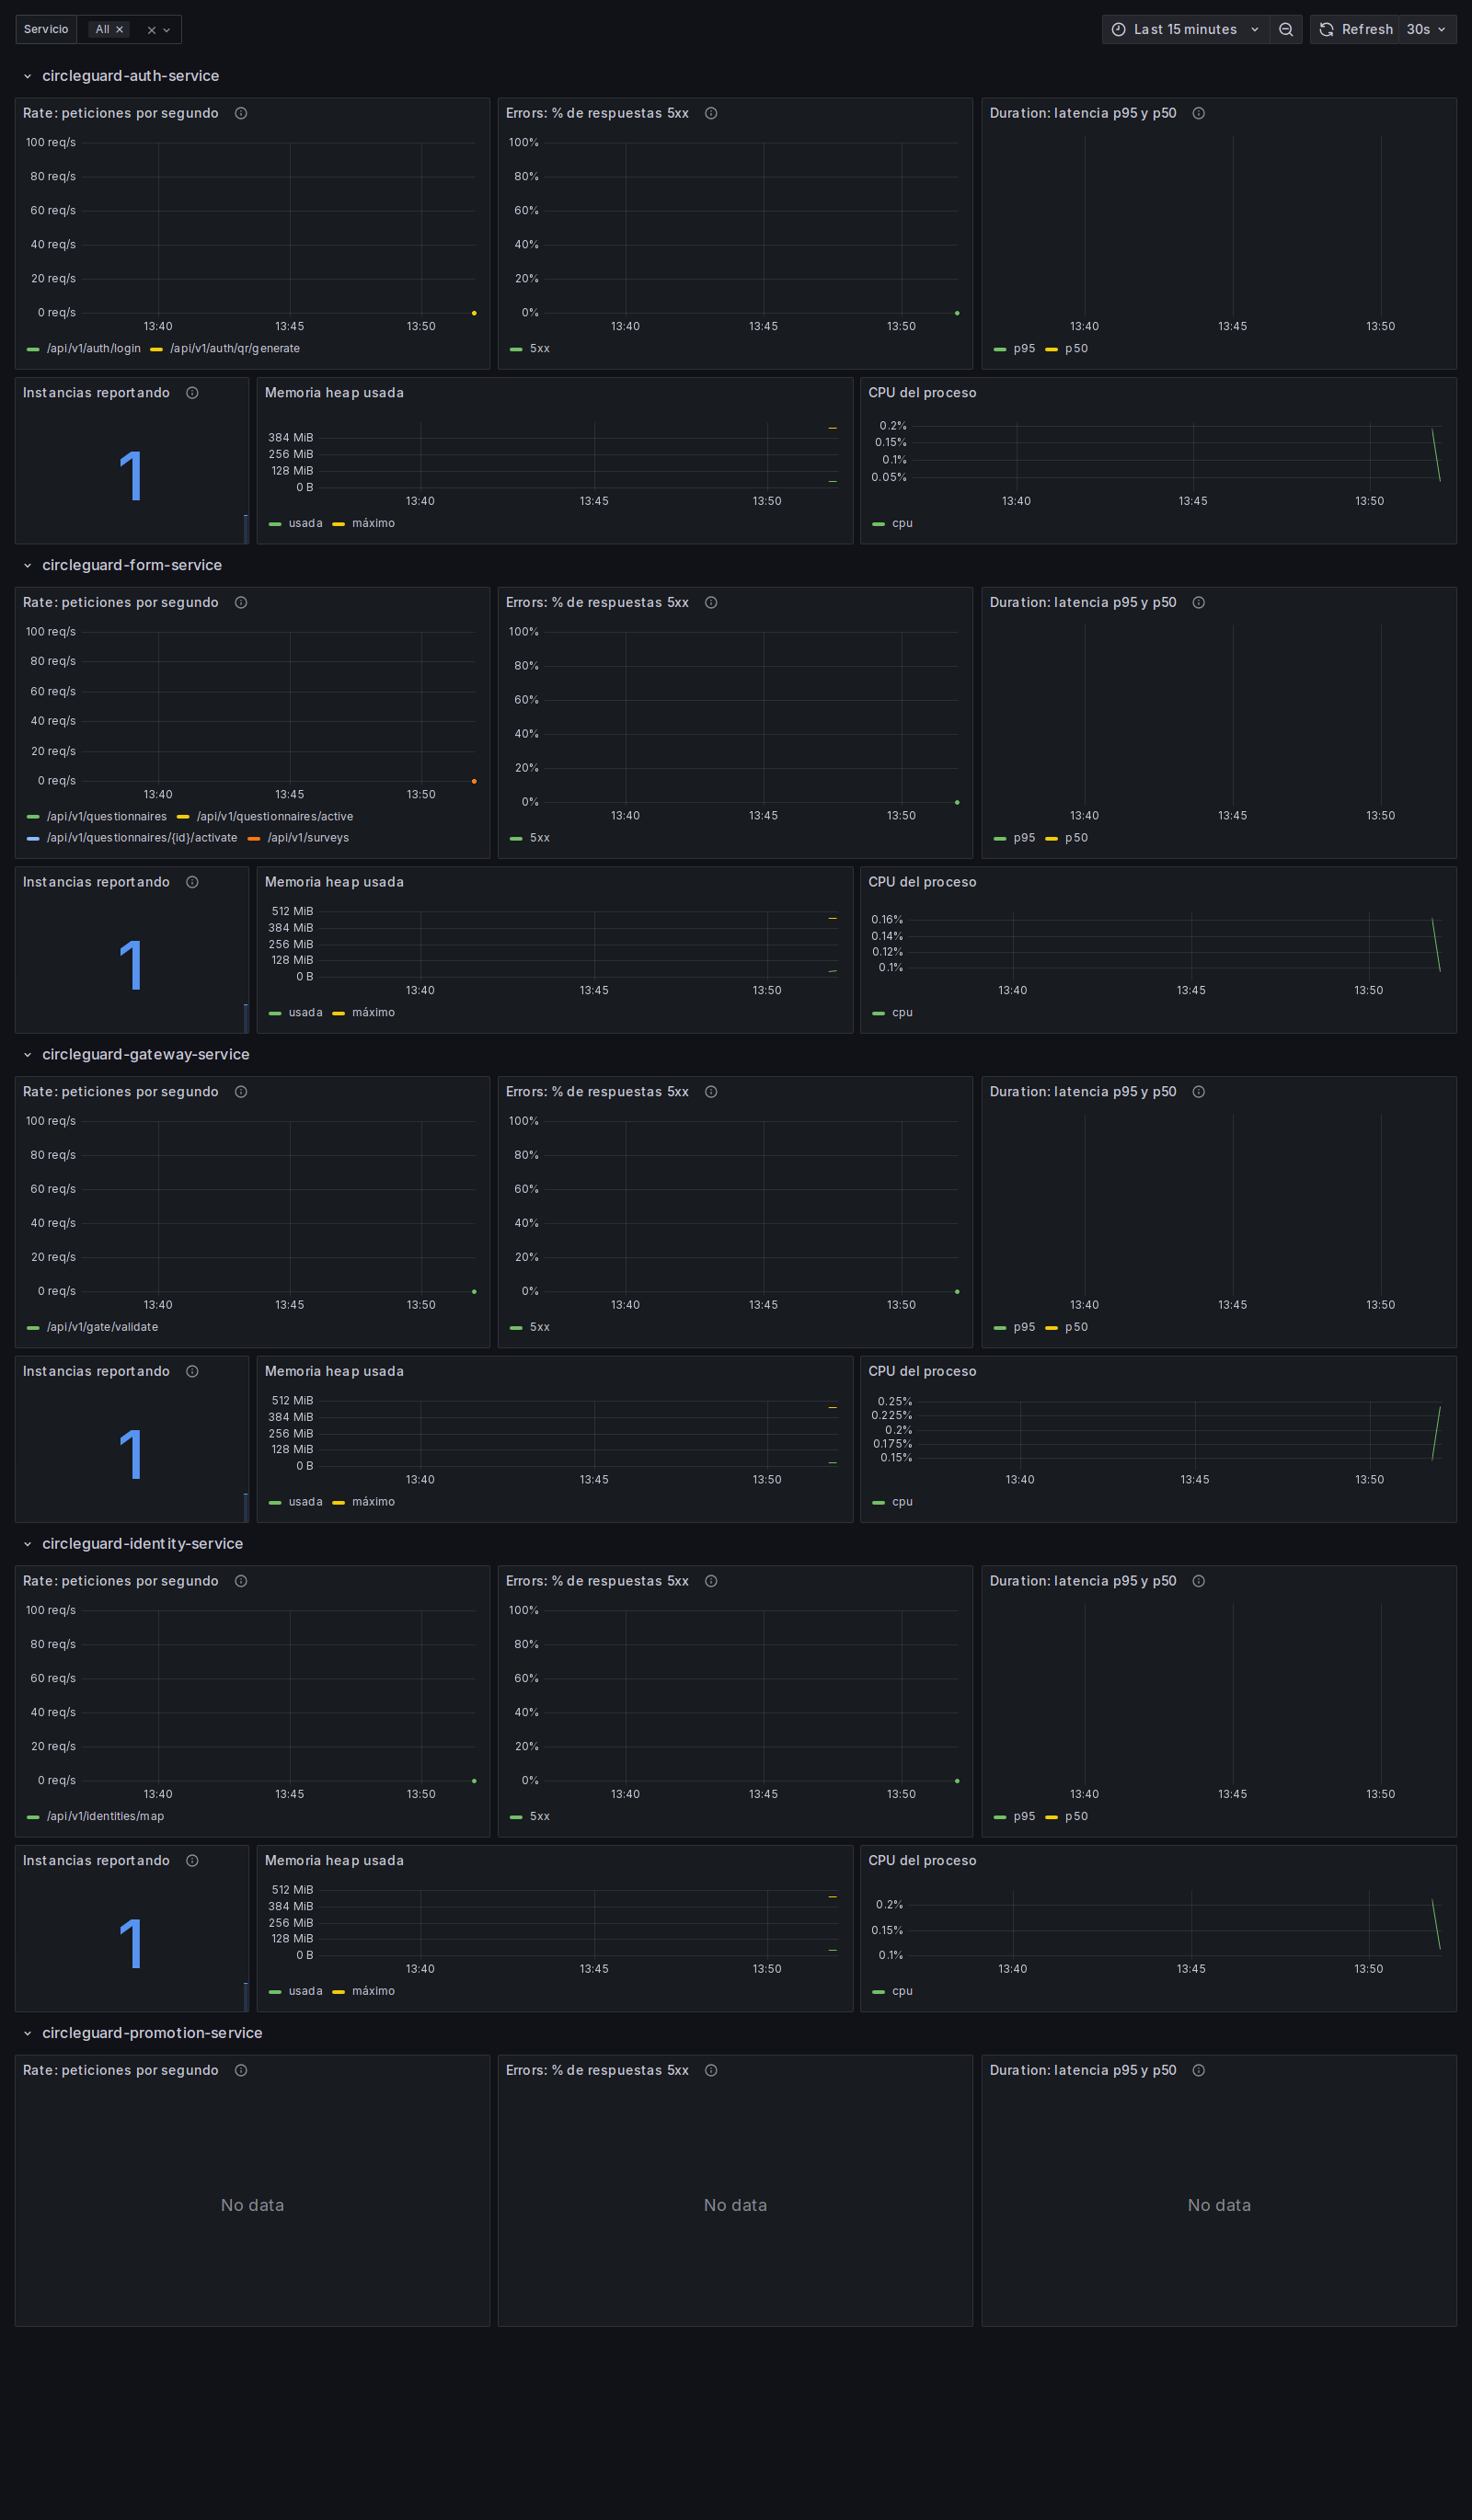 Servicio All Last 15 minutes Refresh 30s
circleguard-auth-service
Rate: peticiones por segundo
100 req/s
80 req/s
60 req/s
40 req/s
20 req/s
0 req/s
13:40 13:45 13:50
/api/v1/auth/login /api/v1/auth/qr/generate
Errors: % de respuestas 5xx
100%
80%
60%
40%
20%
0%
13:40 13:45 13:50
5xx
Duration: latencia p95 y p50
13:40 13:45 13:50
p95 p50
Instancias reportando
1
Memoria heap usada
384 MiB
256 MiB
128 MiB
0 B
13:40 13:45 13:50
usada máximo
CPU del proceso
0.2%
0.15%
0.1%
0.05%
13:40 13:45 13:50
cpu
circleguard-form-service
Rate: peticiones por segundo
100 req/s
80 req/s
60 req/s
40 req/s
20 req/s
0 req/s
13:40 13:45 13:50
/api/v1/questionnaires /api/v1/questionnaires/active
/api/v1/questionnaires/{id}/activate /api/v1/surveys
Errors: % de respuestas 5xx
100%
80%
60%
40%
20%
0%
13:40 13:45 13:50
5xx
Duration: latencia p95 y p50
13:40 13:45 13:50
p95 p50
Instancias reportando
1
Memoria heap usada
512 MiB
384 MiB
256 MiB
128 MiB
0 B
13:40 13:45 13:50
usada máximo
CPU del proceso
0.16%
0.14%
0.12%
0.1%
13:40 13:45 13:50
cpu
circleguard-gateway-service
Rate: peticiones por segundo
100 req/s
80 req/s
60 req/s
40 req/s
20 req/s
0 req/s
13:40 13:45 13:50
/api/v1/gate/validate
Errors: % de respuestas 5xx
100%
80%
60%
40%
20%
0%
13:40 13:45 13:50
5xx
Duration: latencia p95 y p50
13:40 13:45 13:50
p95 p50
Instancias reportando
1
Memoria heap usada
512 MiB
384 MiB
256 MiB
128 MiB
0 B
13:40 13:45 13:50
usada máximo
CPU del proceso
0.25%
0.225%
0.2%
0.175%
0.15%
13:40 13:45 13:50
cpu
circleguard-identity-service
Rate: peticiones por segundo
100 req/s
80 req/s
60 req/s
40 req/s
20 req/s
0 req/s
13:40 13:45 13:50
/api/v1/identities/map
Errors: % de respuestas 5xx
100%
80%
60%
40%
20%
0%
13:40 13:45 13:50
5xx
Duration: latencia p95 y p50
13:40 13:45 13:50
p95 p50
Instancias reportando
1
Memoria heap usada
512 MiB
384 MiB
256 MiB
128 MiB
0 B
13:40 13:45 13:50
usada máximo
CPU del proceso
0.2%
0.15%
0.1%
13:40 13:45 13:50
cpu
circleguard-promotion-service
Rate: peticiones por segundo
No data
Errors: % de respuestas 5xx
No data
Duration: latencia p95 y p50
No data